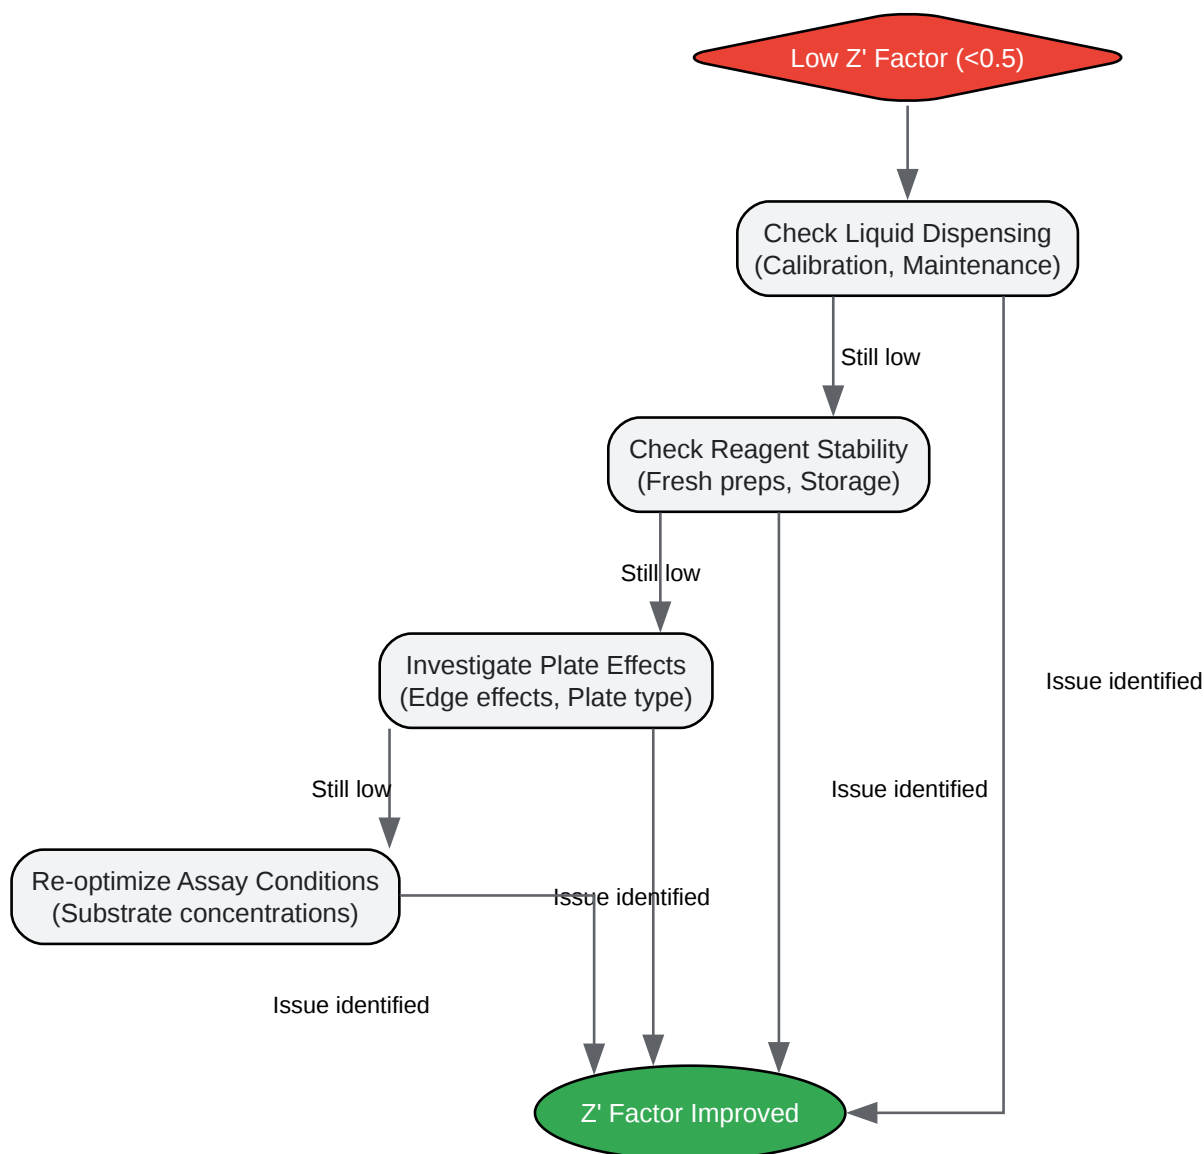 Low Z' Factor (<0.5)
Check Liquid Dispensing
(Calibration, Maintenance)
Still low
Check Reagent Stability
(Fresh preps, Storage)
Still low
Investigate Plate Effects
(Edge effects, Plate type)
Issue identified
Still low
Issue identified
Re-optimize Assay Conditions
(Substrate concentrations)
Issue identified
Issue identified
Z' Factor Improved